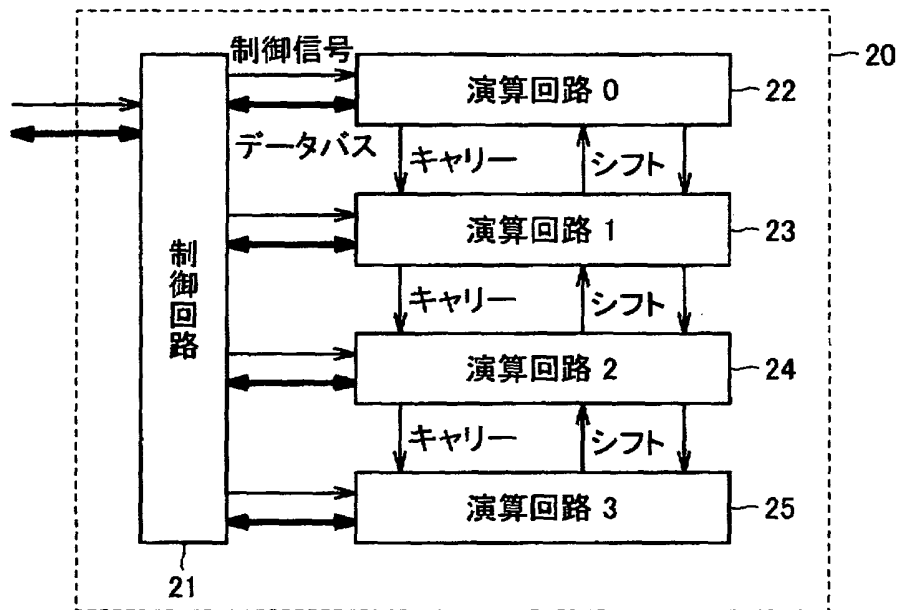 制御信号
20
演算回路 0
22
データバス
キャリー
シフト
演算回路 1
23
制御回路
キャリー
シフト
演算回路 2
24
キャリー
シフト
演算回路 3
25
21